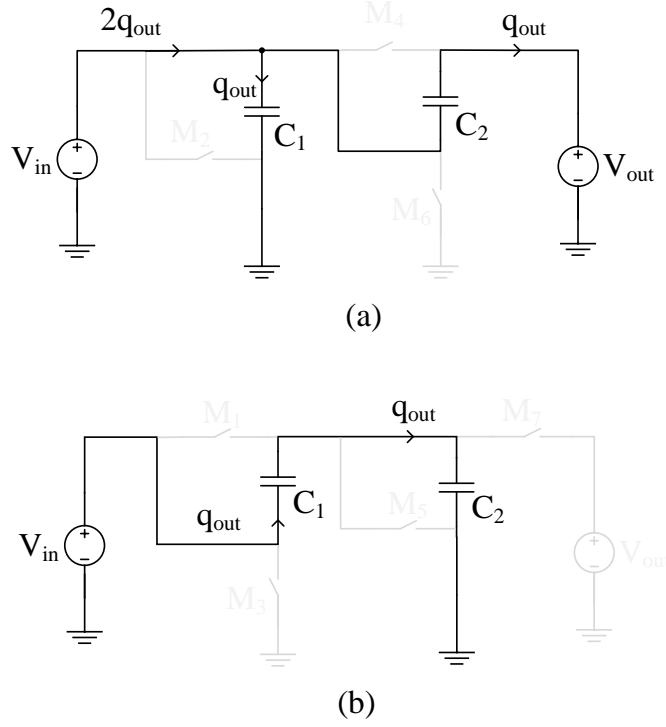 2q_out
M_4
q_out
q_out
M_2
C_1
C_2
V_in
V_out
M_6
(a)
M_1
q_out
M_7
C_1
C_2
q_out
M_5
V_in
V_out
M_3
(b)